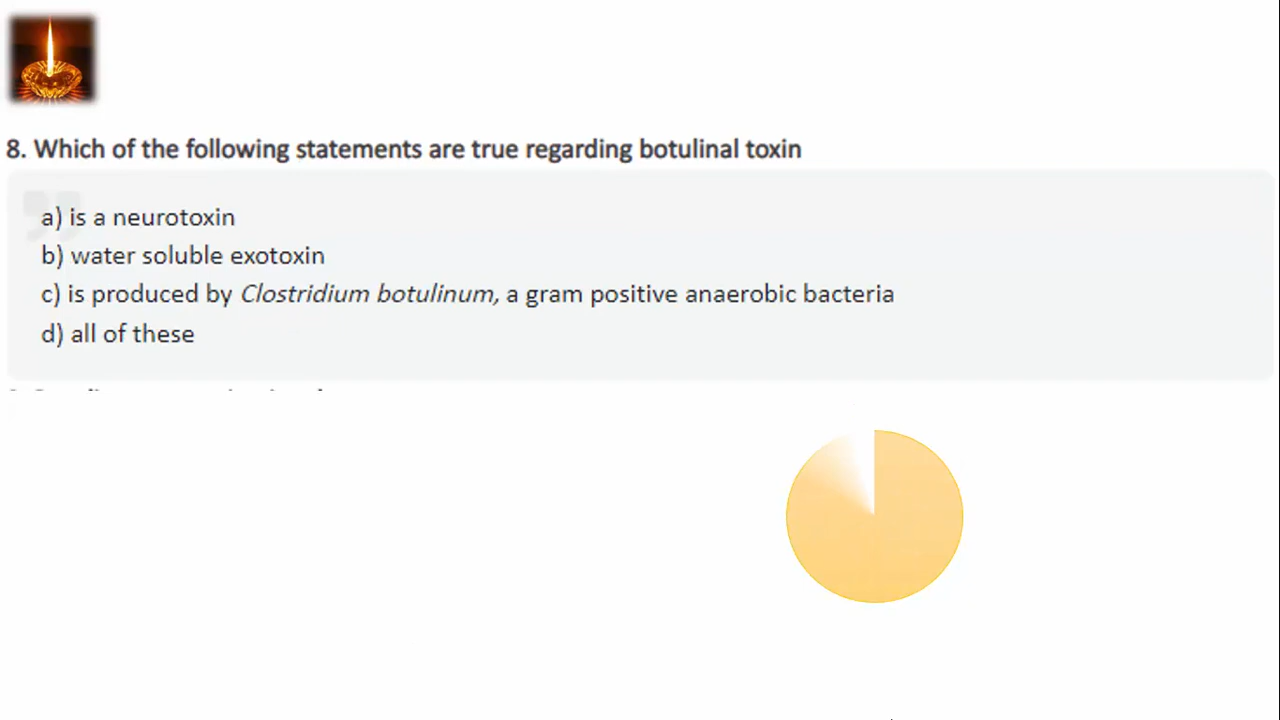 8. Which of the following statements are true regarding botulinal toxin
a) is a neurotoxin
b) water soluble exotoxin
c) is produced by Clostridium botulinum, a gram positive anaerobic bacteria
d) all of these